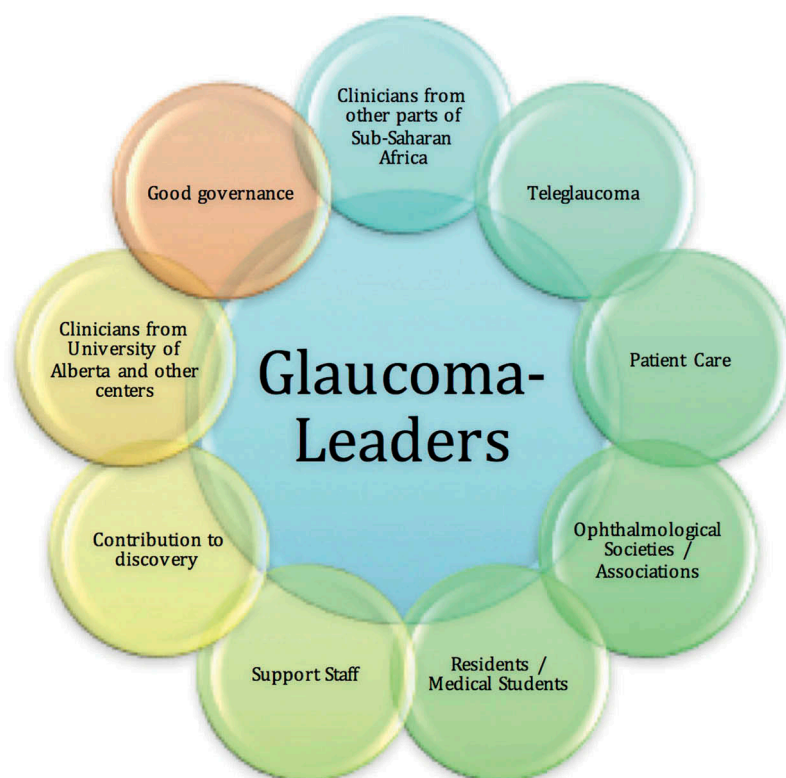 Clinicians from
other parts of
Sub-Saharan
Africa
Teleglaucoma
Patient Care
Ophthalmological
Societies /
Associations
Residents /
Medical Students
Support Staff
Contribution to
discovery
Clinicians from
University of
Alberta and other
centers
Good governance
Glaucoma-
Leaders